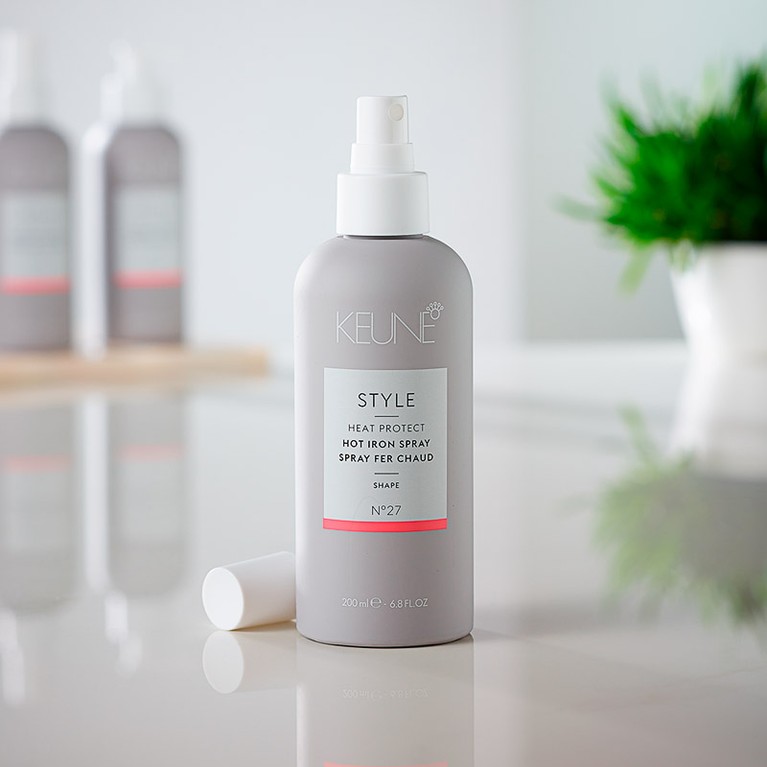 KEUNE
STYLE
HEAT PROTECT
HOT IRON SPRAY
SPRAY FER CHAUD
SHAPE
N°27
200 ml ℮ - 6.8 FL.OZ